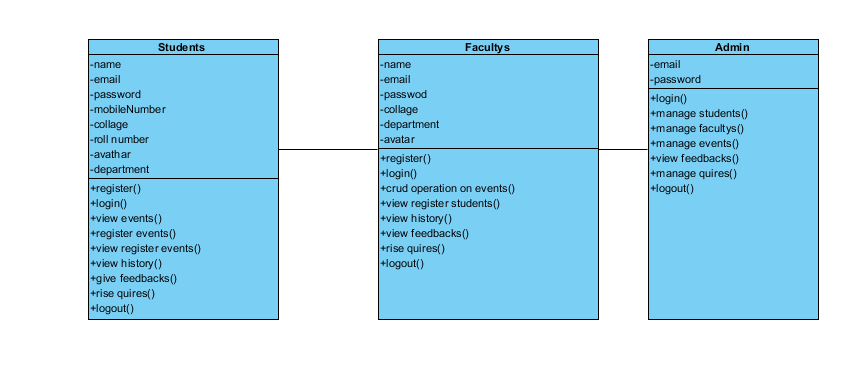 Students
-name
-email
-password
-mobileNumber
-collage
-roll number
-avathar
-department
+register()
+login()
+view events()
+register events()
+view register events()
+view history()
+give feedbacks()
+rise quires()
+logout()
Facultys
-name
-email
-passwod
-collage
-department
-avatar
+register()
+login()
+crud operation on events()
+view register students()
+view history()
+view feedbacks()
+rise quires()
+logout()
Admin
-email
-password
+login()
+manage students()
+manage facultys()
+manage events()
+view feedbacks()
+manage quires()
+logout()